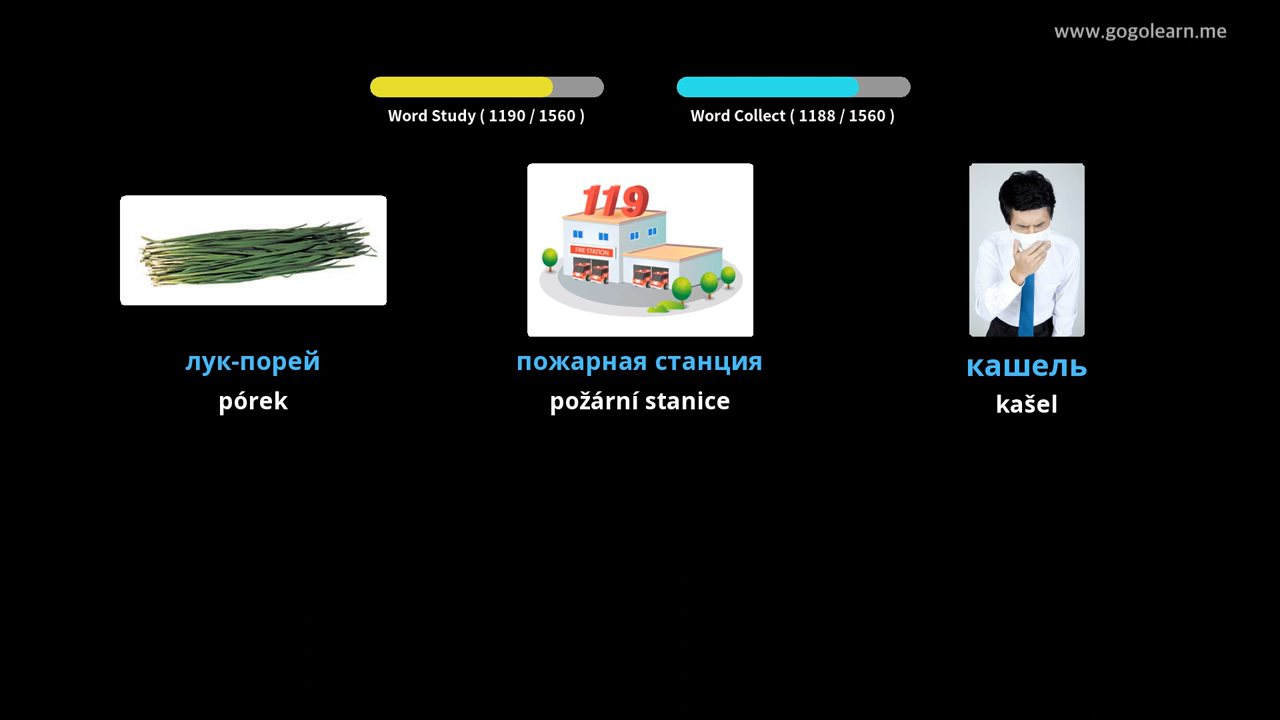 www.gogolearn.me
Word Study ( 1190 / 1560 )
Word Collect ( 1188 / 1560 )
119
FIRE STATION
лук-порей
pórek
пожарная станция
požární stanice
кашель
kašel